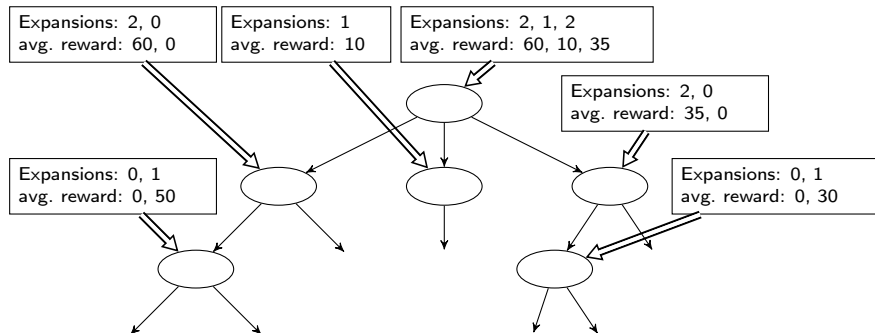 Expansions: 2, 0
avg. reward: 60, 0
Expansions: 1
avg. reward: 10
Expansions: 2, 1, 2
avg. reward: 60, 10, 35
Expansions: 2, 0
avg. reward: 35, 0
Expansions: 0, 1
avg. reward: 0, 50
Expansions: 0, 1
avg. reward: 0, 30